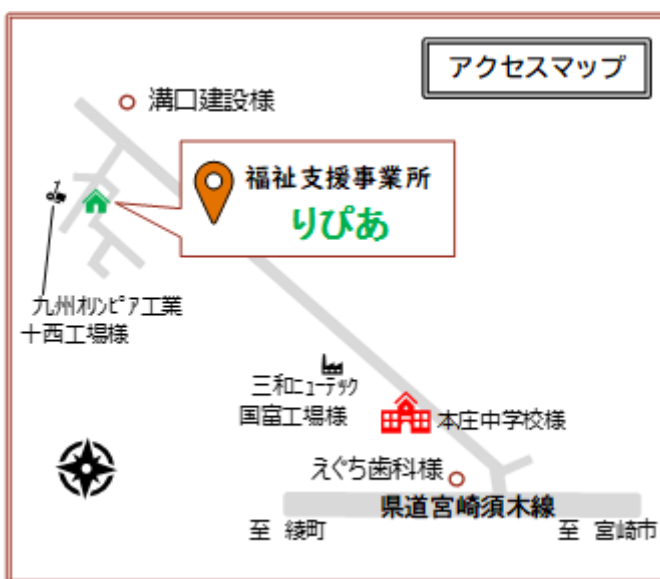 アクセスマップ
溝口建設様
福祉支援事業所
りぴあ
九州ｵﾘﾝﾋﾟｱ工業
十西工場様
三和ﾆｭｰﾃｯｸ
国富工場様
本庄中学校様
えぐち歯科様
県道宮崎須木線
至 綾町
至 宮崎市